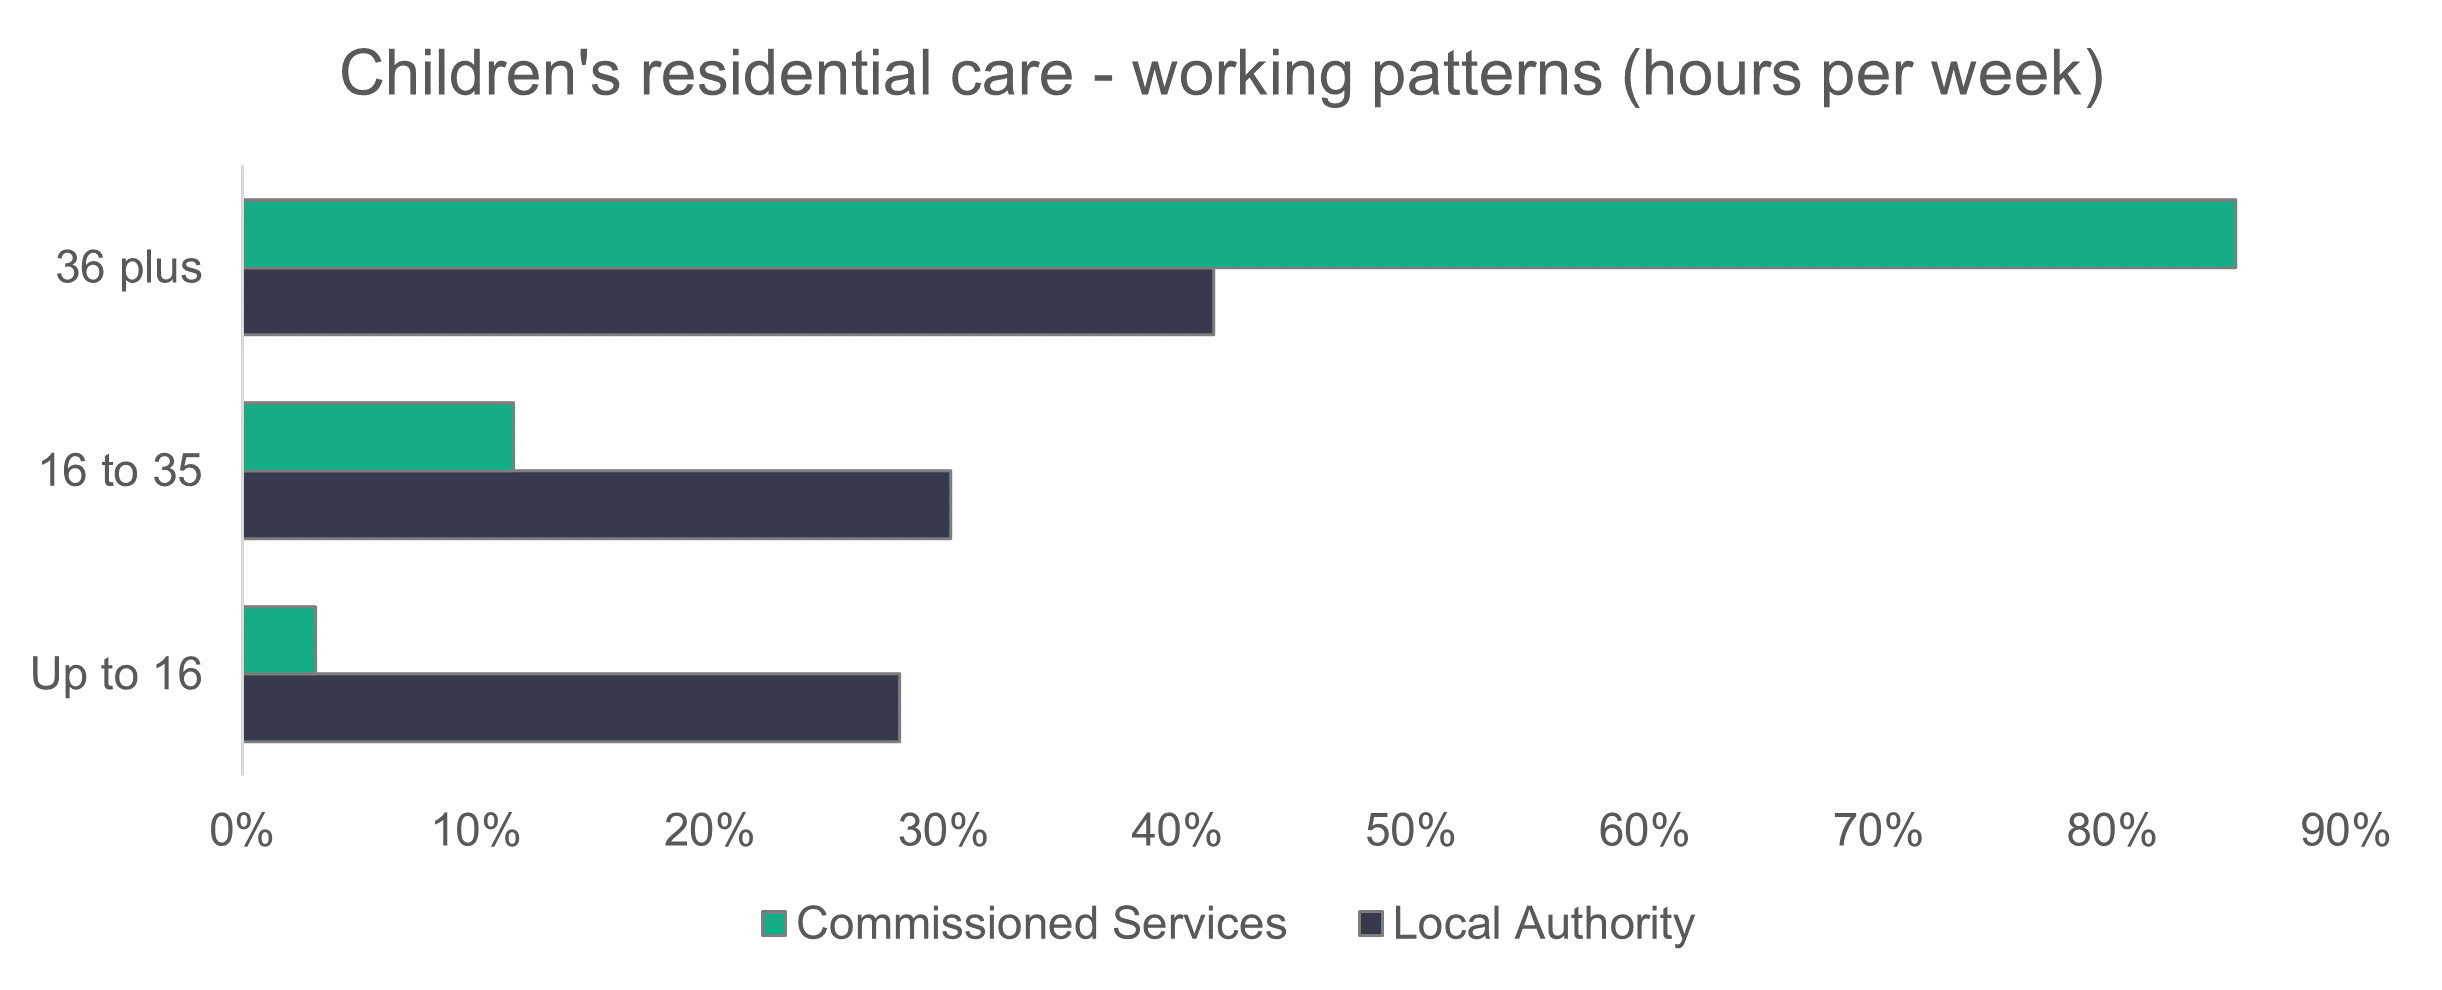 Children's residential care - working patterns (hours per week)
36 plus
16 to 35
Up to 16
0% 10% 20% 30% 40% 50% 60% 70% 80% 90%
Commissioned Services Local Authority